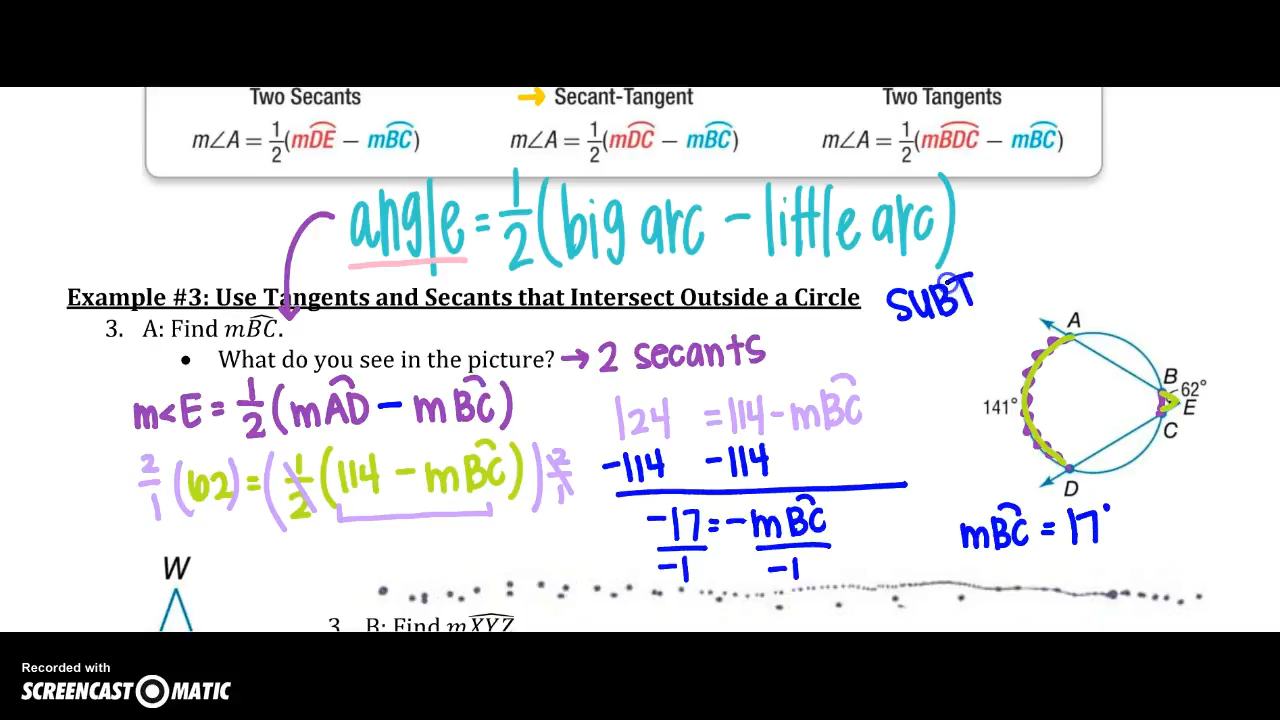 Two Secants
→ Secant-Tangent
Two Tangents
m∠A = 1/2(mDE⌢ − mBC⌢)
m∠A = 1/2(mDC⌢ − mBC⌢)
m∠A = 1/2(mBDC⌢ − mBC⌢)
angle = 1/2(big arc − little arc)
Example #3: Use Tangents and Secants that Intersect Outside a Circle
SUBT
3. A: Find mBC⌢.
• What do you see in the picture? → 2 secants
m<E = 1/2(mAD⌢ − mBC⌢)
2/1(62) = (1/2(114 − mBC⌢))2/1
124 = 114 − mBC⌢
−114 −114
−17 = −mBC⌢
−1 −1
A
B
62°
E
141°
C
D
mBC⌢ = 17°
W
3. B: Find mXYZ⌢
Recorded with
SCREENCAST MATIC